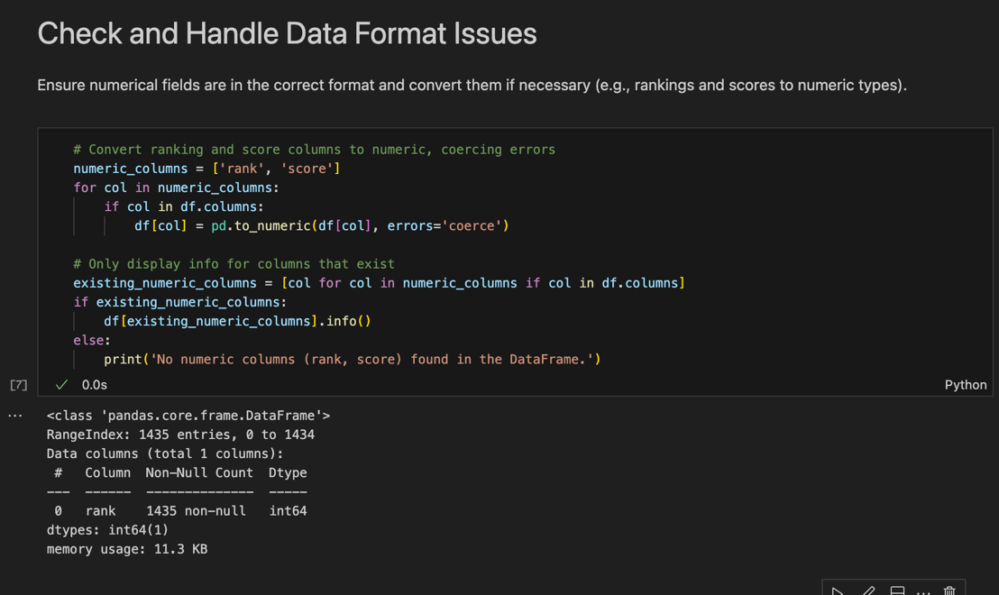 Check and Handle Data Format Issues
Ensure numerical fields are in the correct format and convert them if necessary (e.g., rankings and scores to numeric types).
# Convert ranking and score columns to numeric, coercing errors
numeric_columns = ['rank', 'score']
for col in numeric_columns:
    if col in df.columns:
        df[col] = pd.to_numeric(df[col], errors='coerce')

# Only display info for columns that exist
existing_numeric_columns = [col for col in numeric_columns if col in df.columns]
if existing_numeric_columns:
    df[existing_numeric_columns].info()
else:
    print('No numeric columns (rank, score) found in the DataFrame.')
[7] ✓ 0.0s Python
... <class 'pandas.core.frame.DataFrame'>
RangeIndex: 1435 entries, 0 to 1434
Data columns (total 1 columns):
 #   Column  Non-Null Count  Dtype
---  ------  --------------  -----
 0   rank    1435 non-null   int64
dtypes: int64(1)
memory usage: 11.3 KB